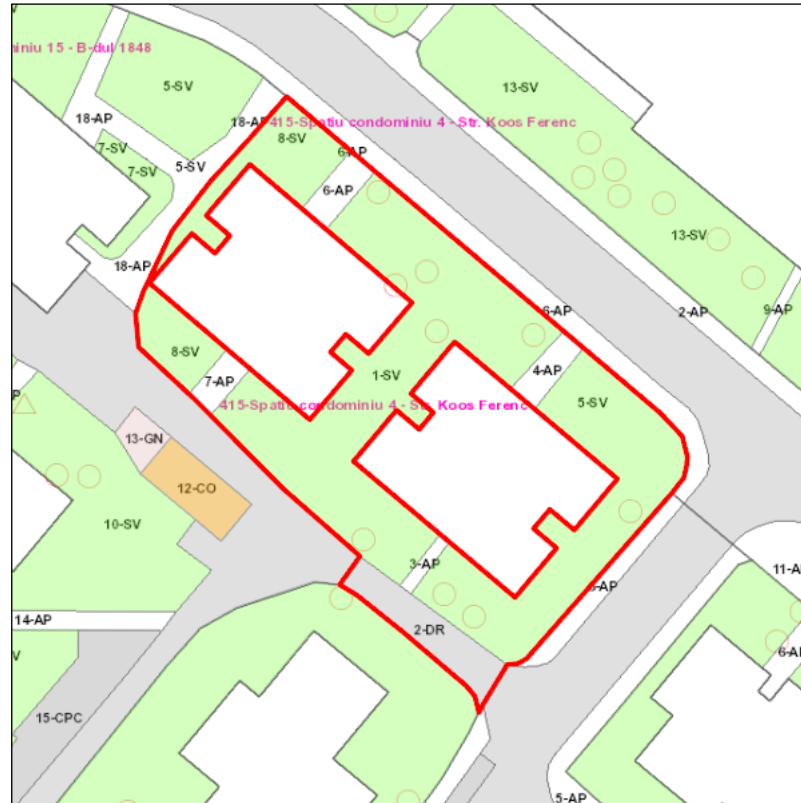 miniu 15 - B-dul 1848
5-SV
13-SV
18-AP
18-AP
415-Spatiu condominiu 4 - Str. Koos Ferenc
8-SV
7-SV
6-AP
5-SV
7-SV
6-AP
13-SV
18-AP
6-AP
2-AP
9-AP
8-SV
1-SV
4-AP
7-AP
5-SV
415-Spatiu condominiu 4 - Str. Koos Ferenc
13-GN
12-CO
10-SV
3-AP
11-A
14-AP
2-DR
6-AP
15-CPC
5-AP